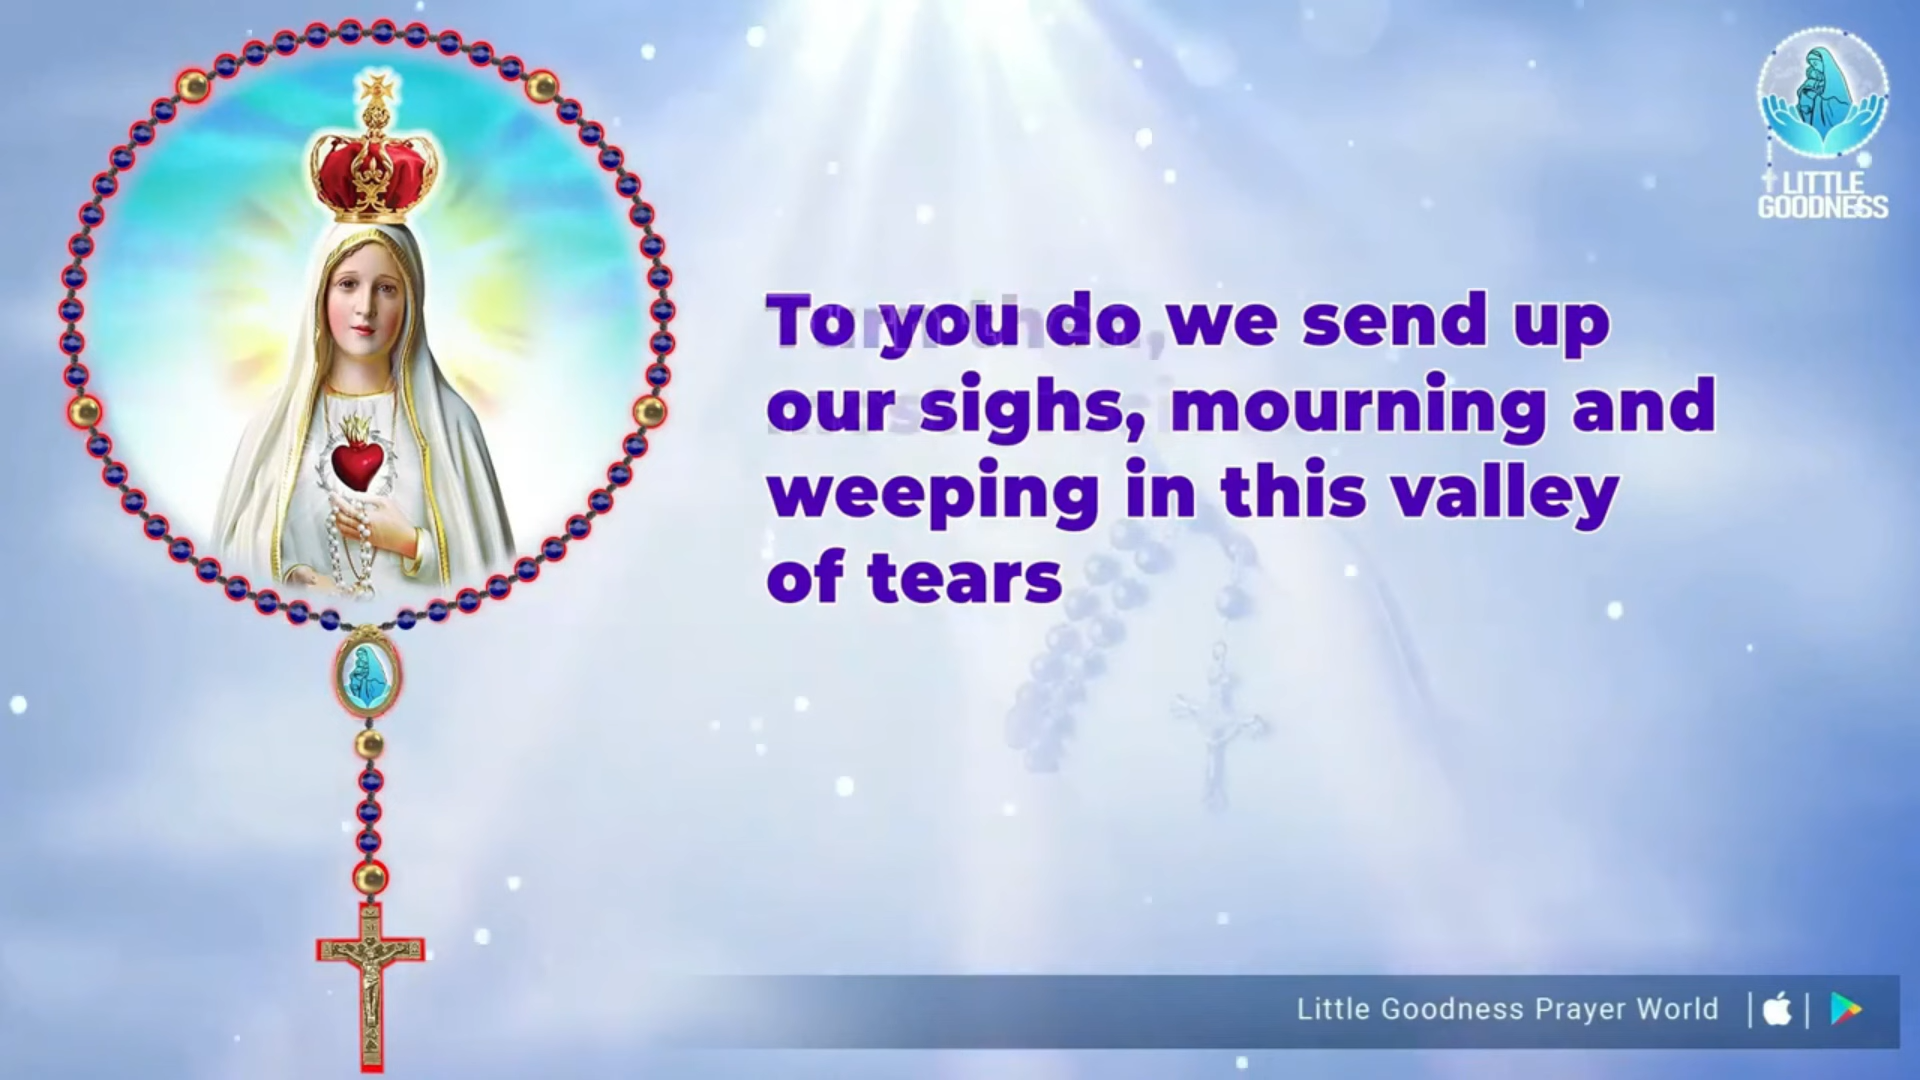 To you do we send up
our sighs, mourning and
weeping in this valley
of tears
LITTLE
GOODNESS
Little Goodness Prayer World